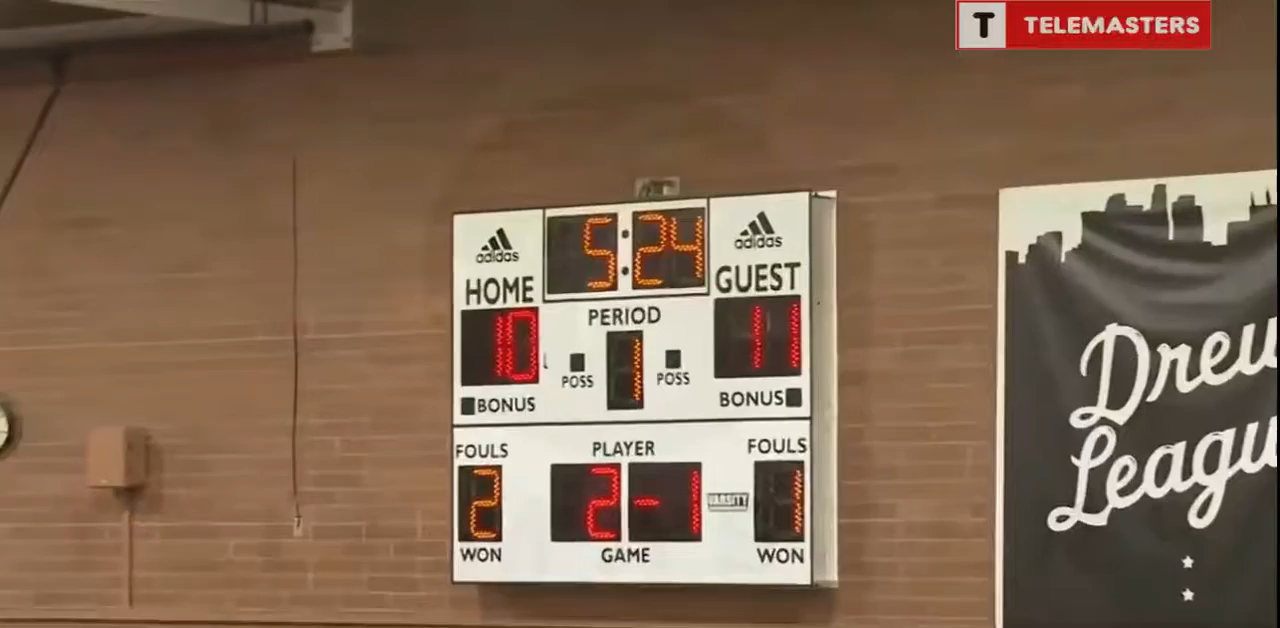 T TELEMASTERS
adidas
5:24
adidas
HOME
GUEST
10
PERIOD
11
POSS
1
POSS
BONUS
BONUS
FOULS
PLAYER
FOULS
2
2-1
VARSITY
1
WON
GAME
WON
Drew
League